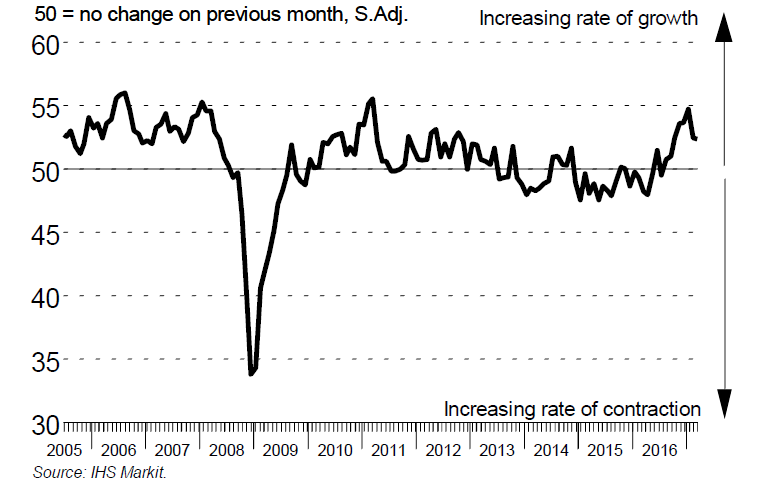 50 = no change on previous month, S.Adj.
Increasing rate of growth
60
55
50
45
40
35
Increasing rate of contraction
30
2005 2006 2007 2008 2009 2010 2011 2012 2013 2014 2015 2016
Source: IHS Markit.